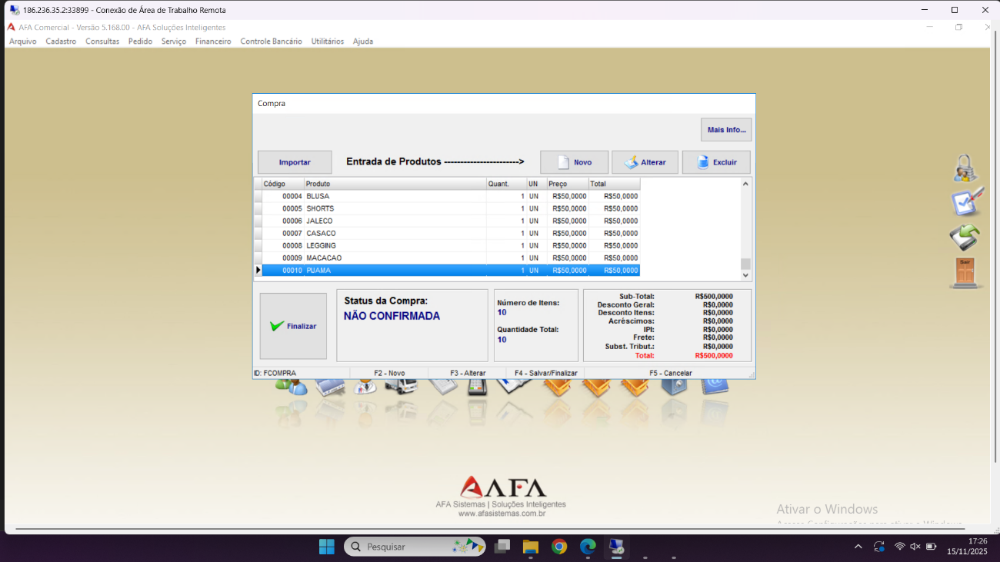 186.236.35.2:33899 - Conexão de Área de Trabalho Remota
AFA Comercial - Versão 5.168.00 - AFA Soluções Inteligentes
Arquivo Cadastro Consultas Pedido Serviço Financeiro Controle Bancário Utilitários Ajuda
Compra
Mais Info...
Importar Entrada de Produtos -----------------------> Novo Alterar Excluir
Código Produto Quant. UN Preço Total
00004 BLUSA 1 UN R$50,0000 R$50,0000
00005 SHORTS 1 UN R$50,0000 R$50,0000
00006 JALECO 1 UN R$50,0000 R$50,0000
00007 CASACO 1 UN R$50,0000 R$50,0000
00008 LEGGING 1 UN R$50,0000 R$50,0000
00009 MACACAO 1 UN R$50,0000 R$50,0000
00010 PIJAMA 1 UN R$50,0000 R$50,0000
Finalizar
Status da Compra:
NÃO CONFIRMADA
Número de Itens:
10
Quantidade Total:
10
Sub-Total: R$500,0000
Desconto Geral: R$0,0000
Desconto Itens: R$0,0000
Acréscimos: R$0,0000
IPI: R$0,0000
Frete: R$0,0000
Subst. Tribut.: R$0,0000
Total: R$500,0000
ID: FCOMPRA F2 - Novo F3 - Alterar F4 - Salvar/Finalizar F5 - Cancelar
Sair
AFA
AFA Sistemas | Soluções Inteligentes
www.afasistemas.com.br
Ativar o Windows
Pesquisar
17:26
15/11/2025